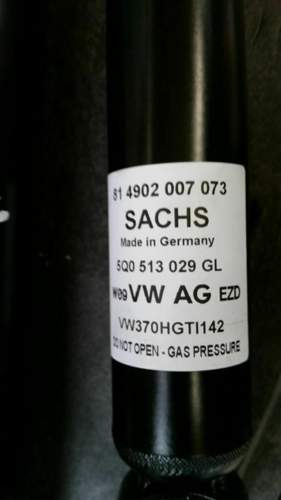 81 4902 007 073
SACHS
Made in Germany
5Q0 513 029 GL
VW AG EZD
VW370HGTI142
DO NOT OPEN - GAS PRESSURE